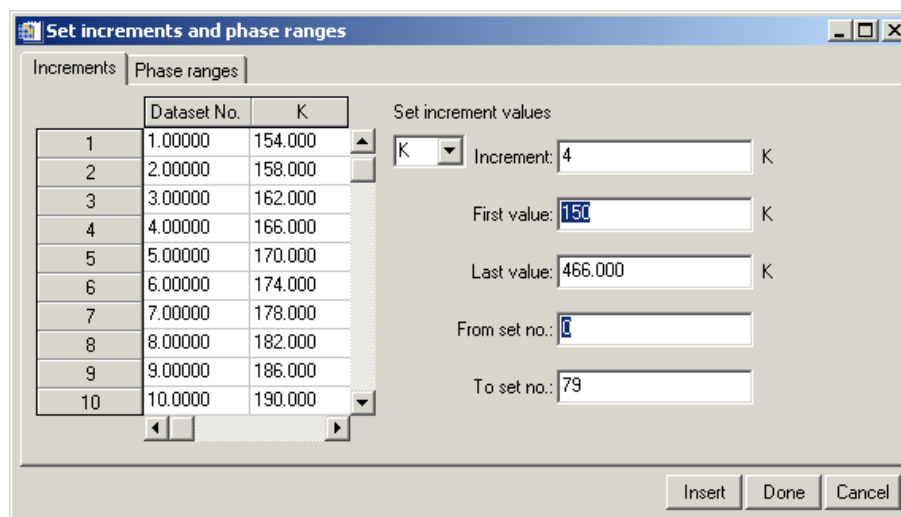 Set increments and phase ranges
Increments Phase ranges
Dataset No. K
1 1.00000 154.000
2 2.00000 158.000
3 3.00000 162.000
4 4.00000 166.000
5 5.00000 170.000
6 6.00000 174.000
7 7.00000 178.000
8 8.00000 182.000
9 9.00000 186.000
10 10.0000 190.000
Set increment values
K Increment: 4 K
First value: 150 K
Last value: 466.000 K
From set no.: 0
To set no.: 79
Insert Done Cancel